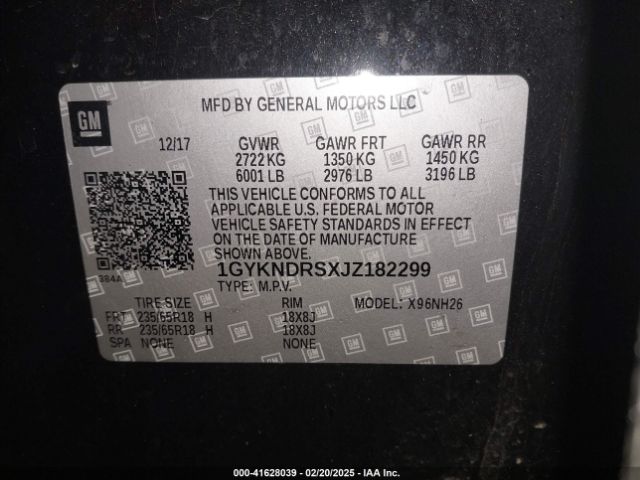 GM
MFD BY GENERAL MOTORS LLC
12/17 GVWR GAWR FRT GAWR RR
2722 KG 1350 KG 1450 KG
6001 LB 2976 LB 3196 LB
THIS VEHICLE CONFORMS TO ALL
APPLICABLE U.S. FEDERAL MOTOR
VEHICLE SAFETY STANDARDS IN EFFECT
ON THE DATE OF MANUFACTURE
SHOWN ABOVE.
384A
1GYKNDRSXJZ182299
TYPE: M.P.V.
TIRE SIZE RIM MODEL: X96NH26
FRT 235/65R18 H 18X8J
RR 235/65R18 H 18X8J
SPA NONE NONE
000-41628039 — 02/20/2025 — IAA Inc.